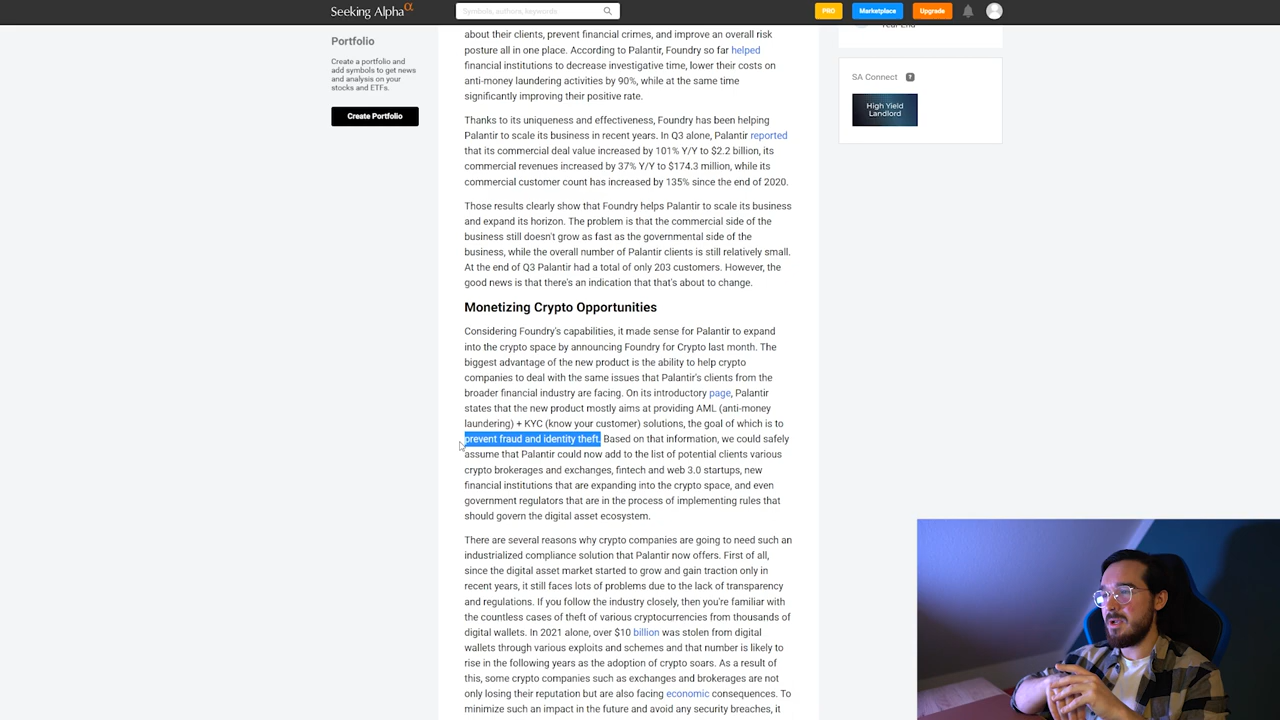 Seeking Alpha α
Symbols, authors, keywords
PRO
Marketplace
Upgrade
Portfolio
Create a portfolio and
add symbols to get news
and analysis on your
stocks and ETFs.
Create Portfolio
about their clients, prevent financial crimes, and improve an overall risk
posture all in one place. According to Palantir, Foundry so far helped
financial institutions to decrease investigative time, lower their costs on
anti-money laundering activities by 90%, while at the same time
significantly improving their positive rate.
Thanks to its uniqueness and effectiveness, Foundry has been helping
Palantir to scale its business in recent years. In Q3 alone, Palantir reported
that its commercial deal value increased by 101% Y/Y to $2.2 billion, its
commercial revenues increased by 37% Y/Y to $174.3 million, while its
commercial customer count has increased by 135% since the end of 2020.
Those results clearly show that Foundry helps Palantir to scale its business
and expand its horizon. The problem is that the commercial side of the
business still doesn't grow as fast as the governmental side of the
business, while the overall number of Palantir clients is still relatively small.
At the end of Q3 Palantir had a total of only 203 customers. However, the
good news is that there's an indication that that's about to change.
Monetizing Crypto Opportunities
Considering Foundry's capabilities, it made sense for Palantir to expand
into the crypto space by announcing Foundry for Crypto last month. The
biggest advantage of the new product is the ability to help crypto
companies to deal with the same issues that Palantir's clients from the
broader financial industry are facing. On its introductory page, Palantir
states that the new product mostly aims at providing AML (anti-money
laundering) + KYC (know your customer) solutions, the goal of which is to
prevent fraud and identity theft. Based on that information, we could safely
assume that Palantir could now add to the list of potential clients various
crypto brokerages and exchanges, fintech and web 3.0 startups, new
financial institutions that are expanding into the crypto space, and even
government regulators that are in the process of implementing rules that
should govern the digital asset ecosystem.
There are several reasons why crypto companies are going to need such an
industrialized compliance solution that Palantir now offers. First of all,
since the digital asset market started to grow and gain traction only in
recent years, it still faces lots of problems due to the lack of transparency
and regulations. If you follow the industry closely, then you're familiar with
the countless cases of theft of various cryptocurrencies from thousands of
digital wallets. In 2021 alone, over $10 billion was stolen from digital
wallets through various exploits and schemes and that number is likely to
rise in the following years as the adoption of crypto soars. As a result of
this, some crypto companies such as exchanges and brokerages are not
only losing their reputation but are also facing economic consequences. To
minimize such an impact in the future and avoid any security breaches, it
Year End
SA Connect ?
High Yield
Landlord